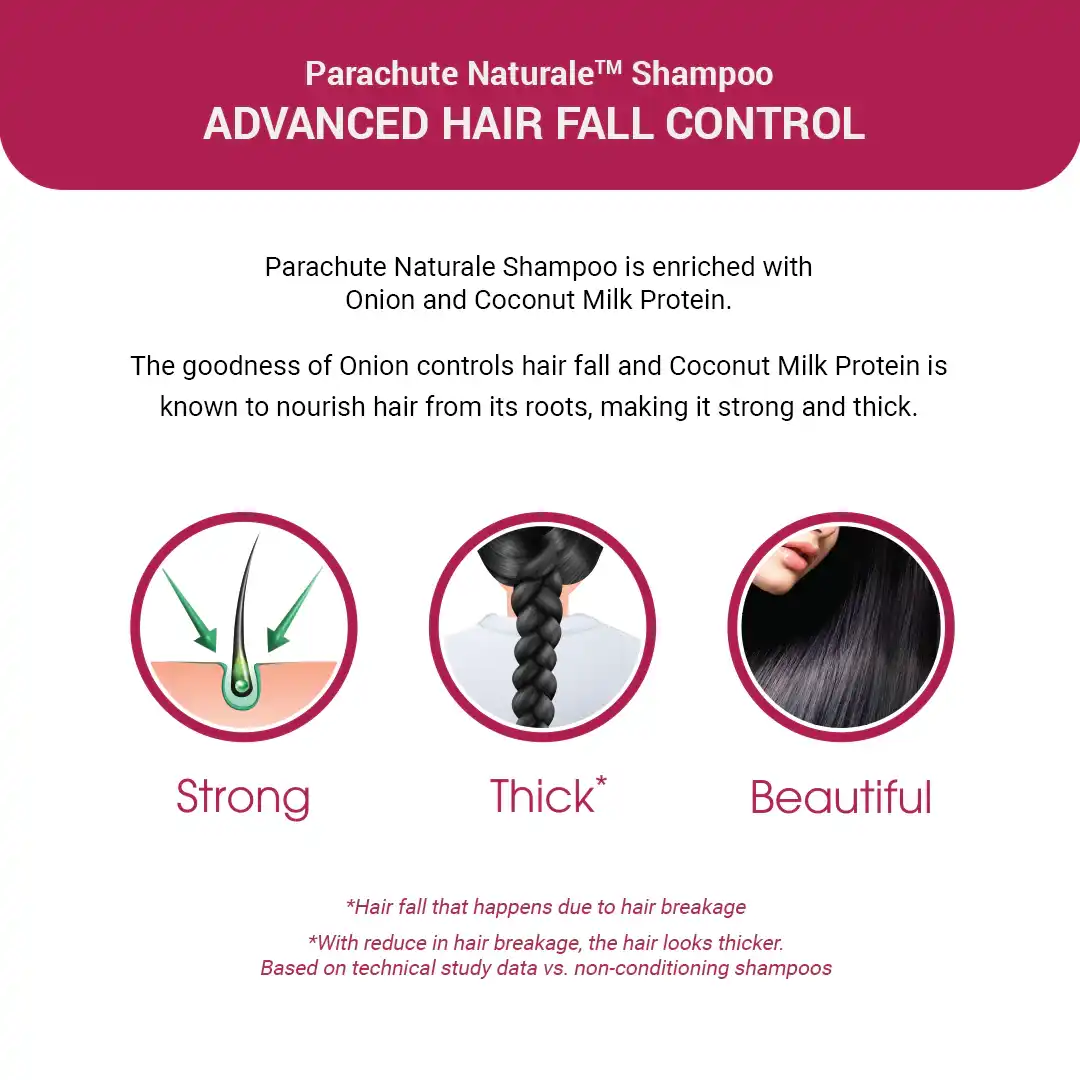 Parachute Naturale™ Shampoo
ADVANCED HAIR FALL CONTROL
Parachute Naturale Shampoo is enriched with
Onion and Coconut Milk Protein.
The goodness of Onion controls hair fall and Coconut Milk Protein is
known to nourish hair from its roots, making it strong and thick.
Strong
Thick*
Beautiful
*Hair fall that happens due to hair breakage
*With reduce in hair breakage, the hair looks thicker.
Based on technical study data vs. non-conditioning shampoos